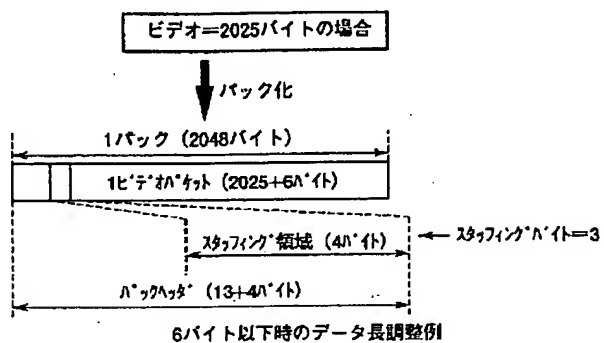 ビデオ=2025バイトの場合
パック化
1パック (2048バイト)
1ビデオパケット (2025+6バイト)
スタッフィング領域 (4バイト)
スタッフィングバイト=3
パックヘッダ (13+4バイト)
6バイト以下時のデータ長調整例